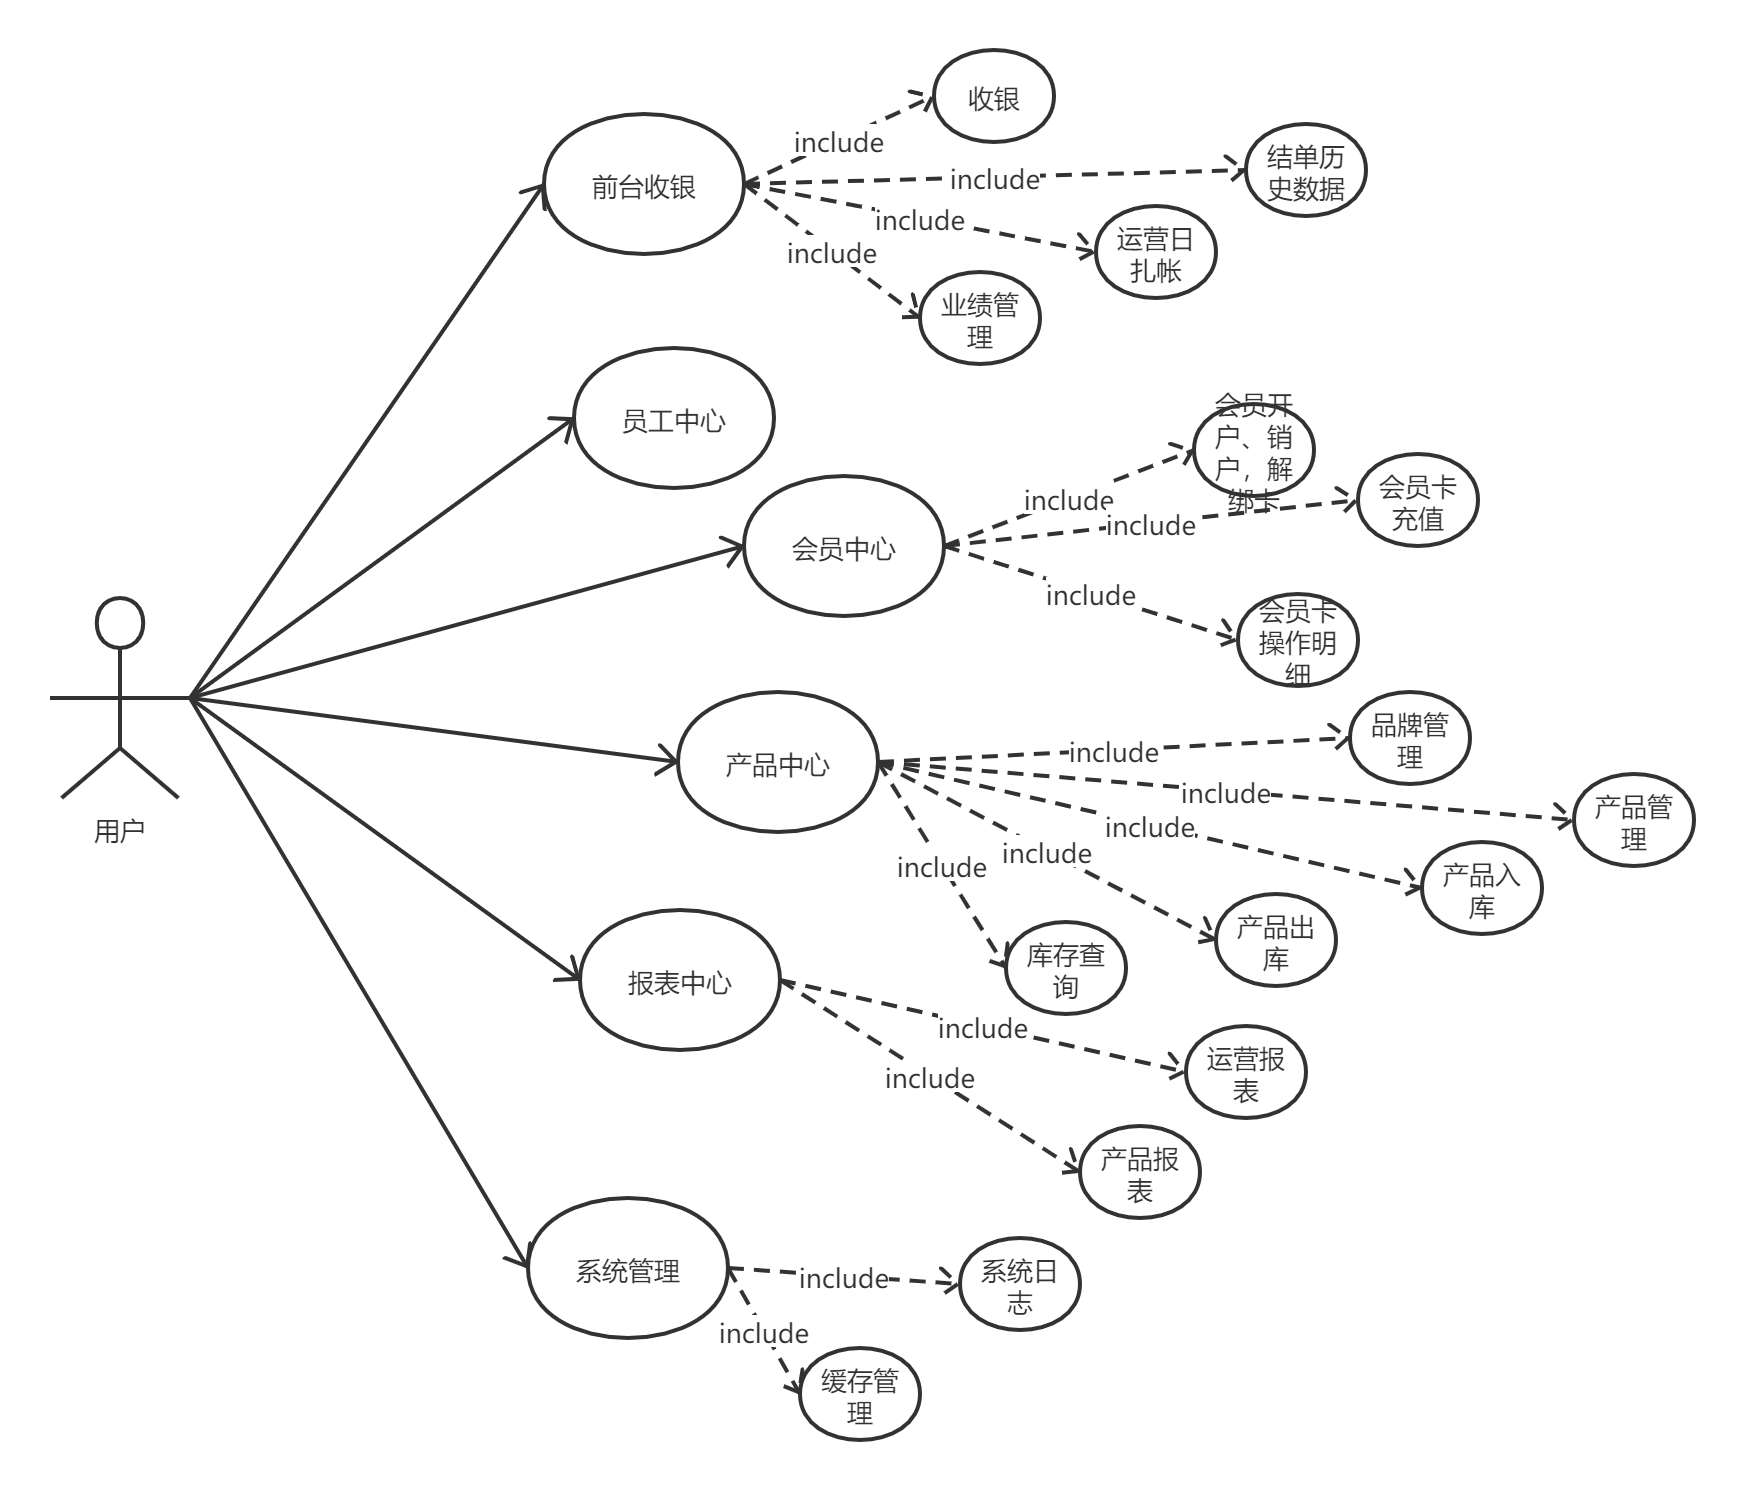 收银
include
结单历
史数据
include
前台收银
include
运营日
扎帐
include
业绩管
理
员工中心
会员开
户、销
户，解
绑卡
include
会员卡
充值
include
会员中心
include
会员卡
操作明
细
用户
品牌管
理
include
产品中心
include
产品管
理
include
产品入
库
include
产品出
库
include
库存查
询
报表中心
include
运营报
表
include
产品报
表
系统管理
include
系统日
志
include
缓存管
理